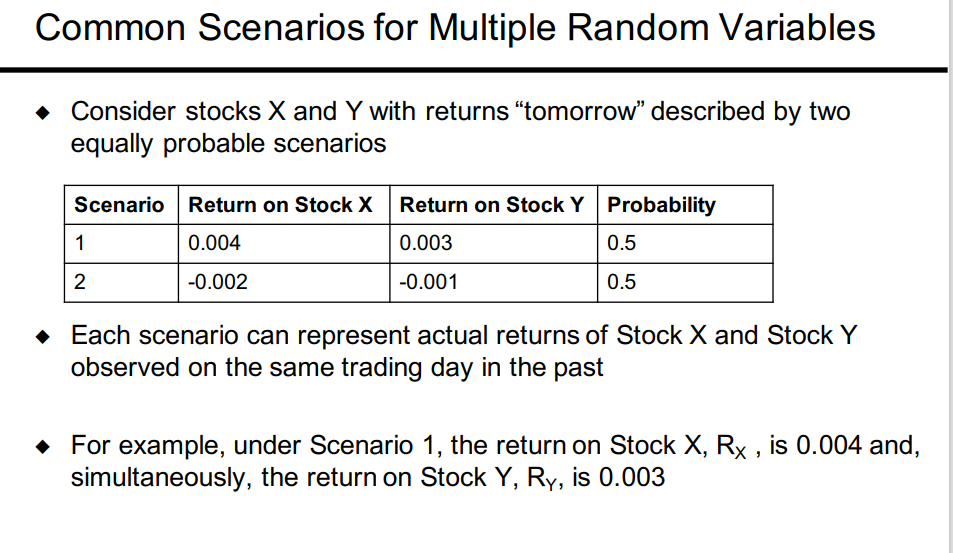 Common Scenarios for Multiple Random Variables
◆ Consider stocks X and Y with returns “tomorrow” described by two
equally probable scenarios
Scenario Return on Stock X Return on Stock Y Probability
1 0.004 0.003 0.5
2 -0.002 -0.001 0.5
◆ Each scenario can represent actual returns of Stock X and Stock Y
observed on the same trading day in the past
◆ For example, under Scenario 1, the return on Stock X, RX , is 0.004 and,
simultaneously, the return on Stock Y, RY, is 0.003